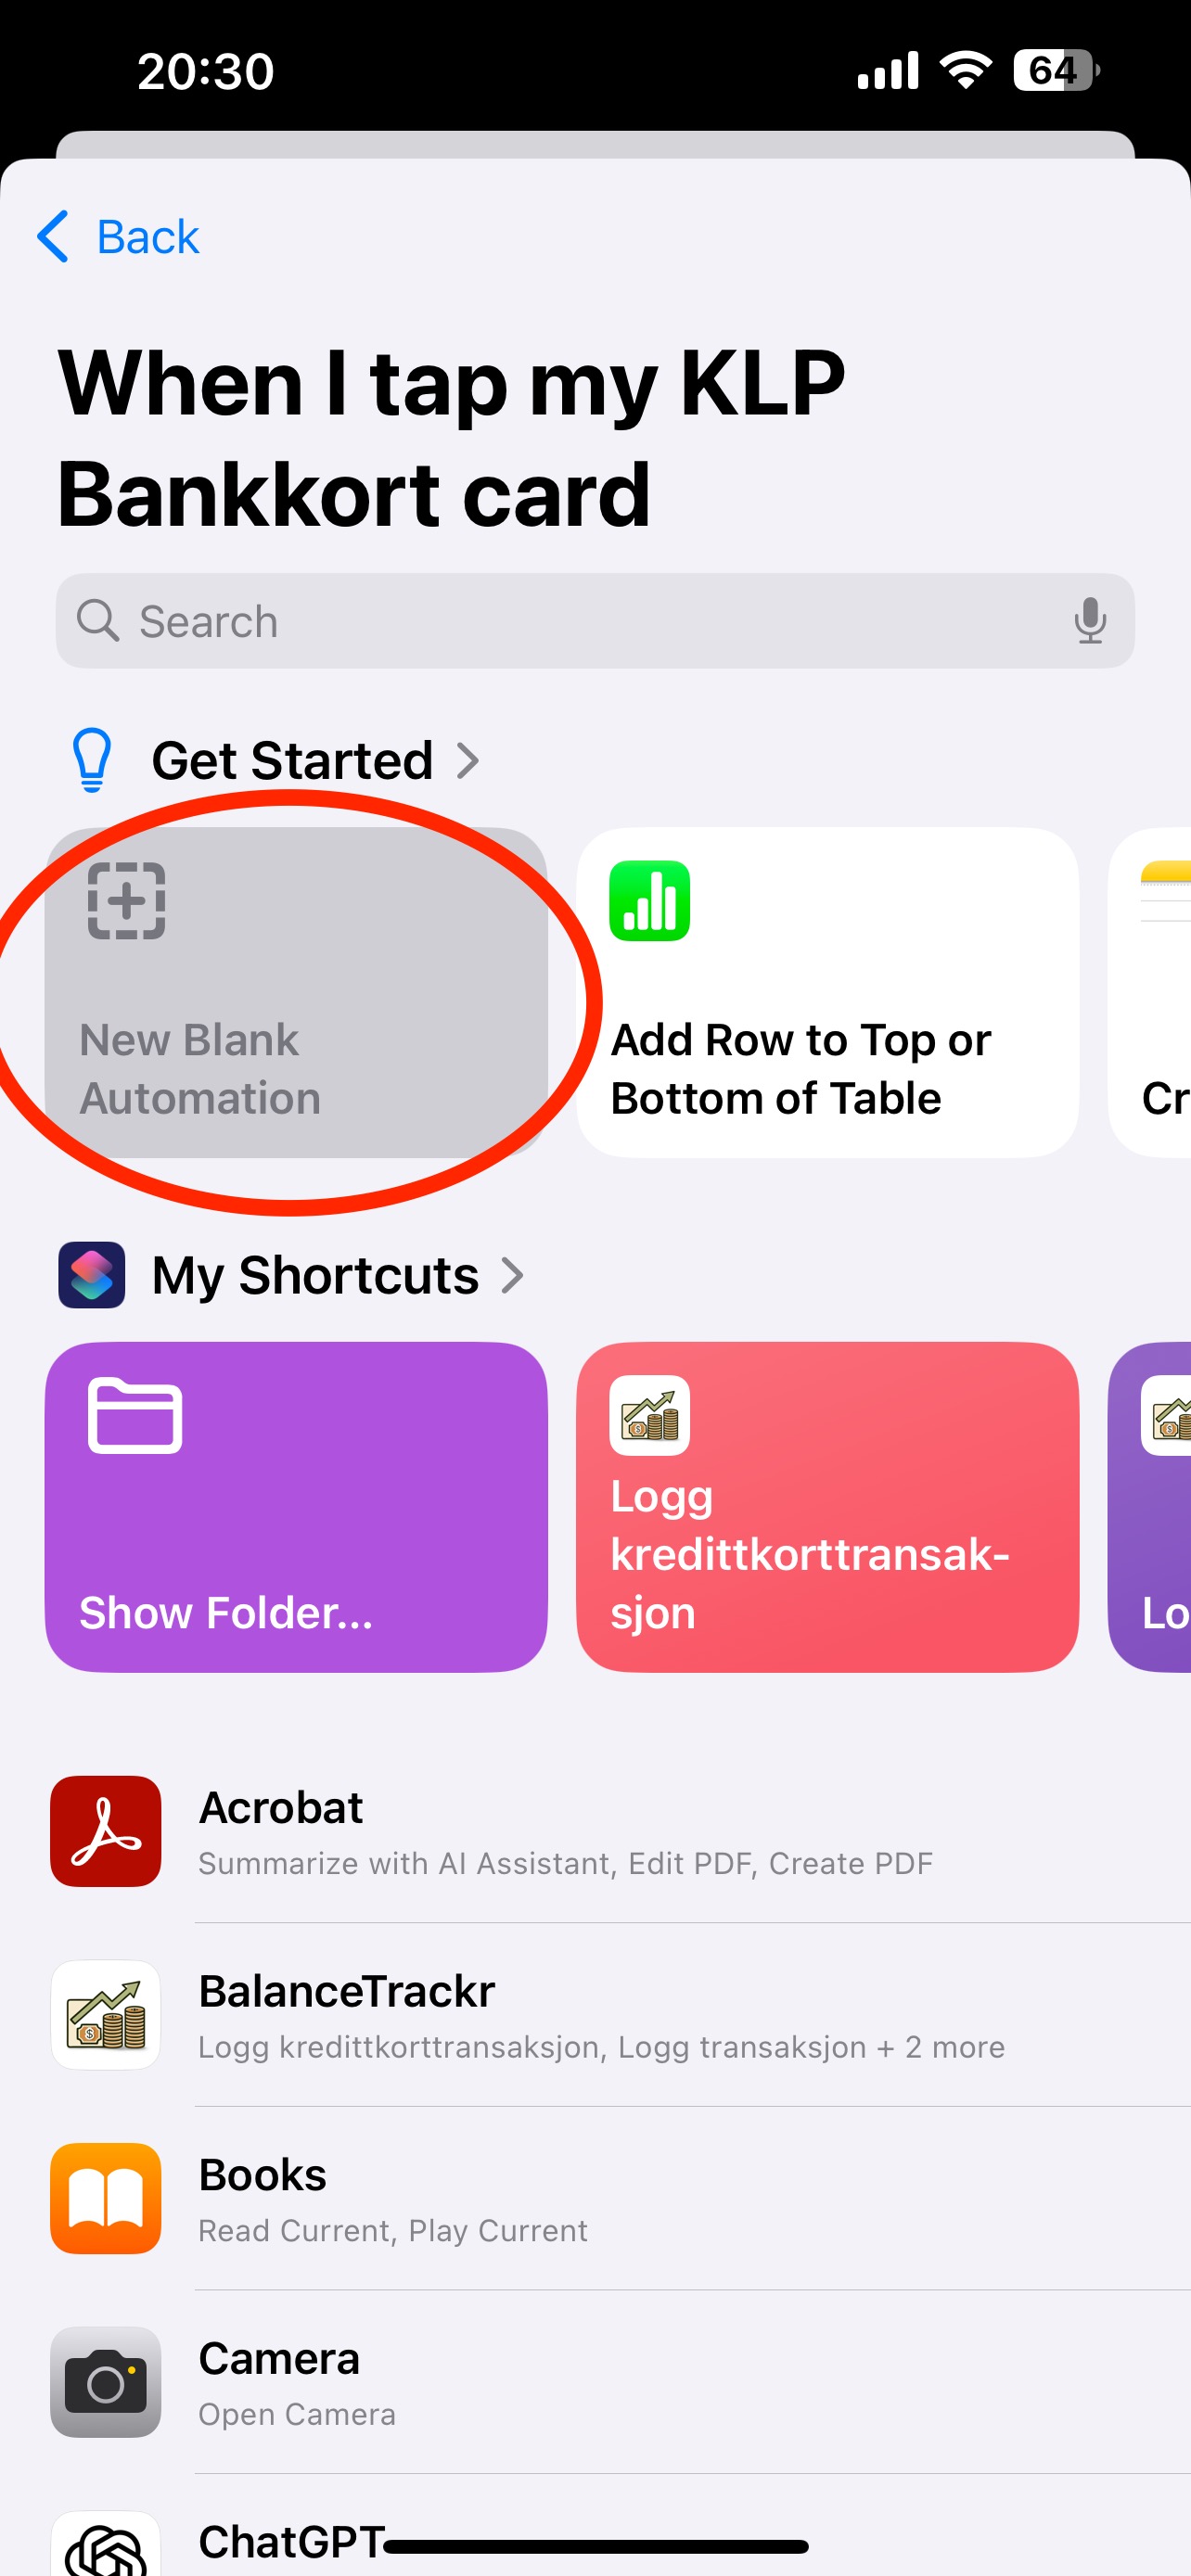 20:30
64
Back
When I tap my KLP
Bankkort card
Search
Get Started
New Blank
Automation
Add Row to Top or
Bottom of Table
Cr
My Shortcuts
Show Folder...
Logg
kredittkorttransak-
sjon
Lo
Acrobat
Summarize with AI Assistant, Edit PDF, Create PDF
BalanceTrackr
Logg kredittkorttransaksjon, Logg transaksjon + 2 more
Books
Read Current, Play Current
Camera
Open Camera
ChatGPT